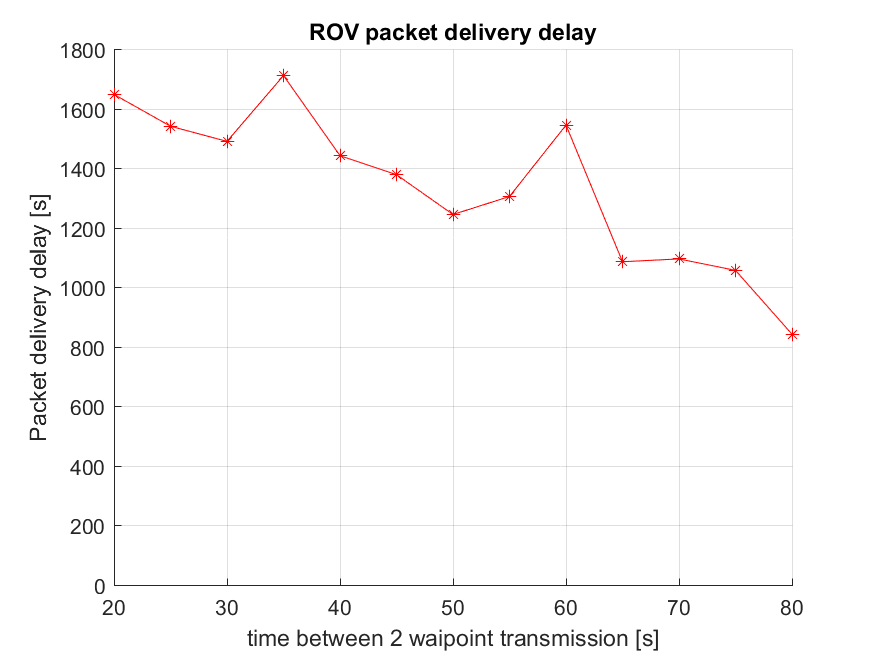 ROV packet delivery delay
1800
1600
1400
1200
1000
800
600
400
200
0
Packet delivery delay [s]
20 30 40 50 60 70 80
time between 2 waipoint transmission [s]